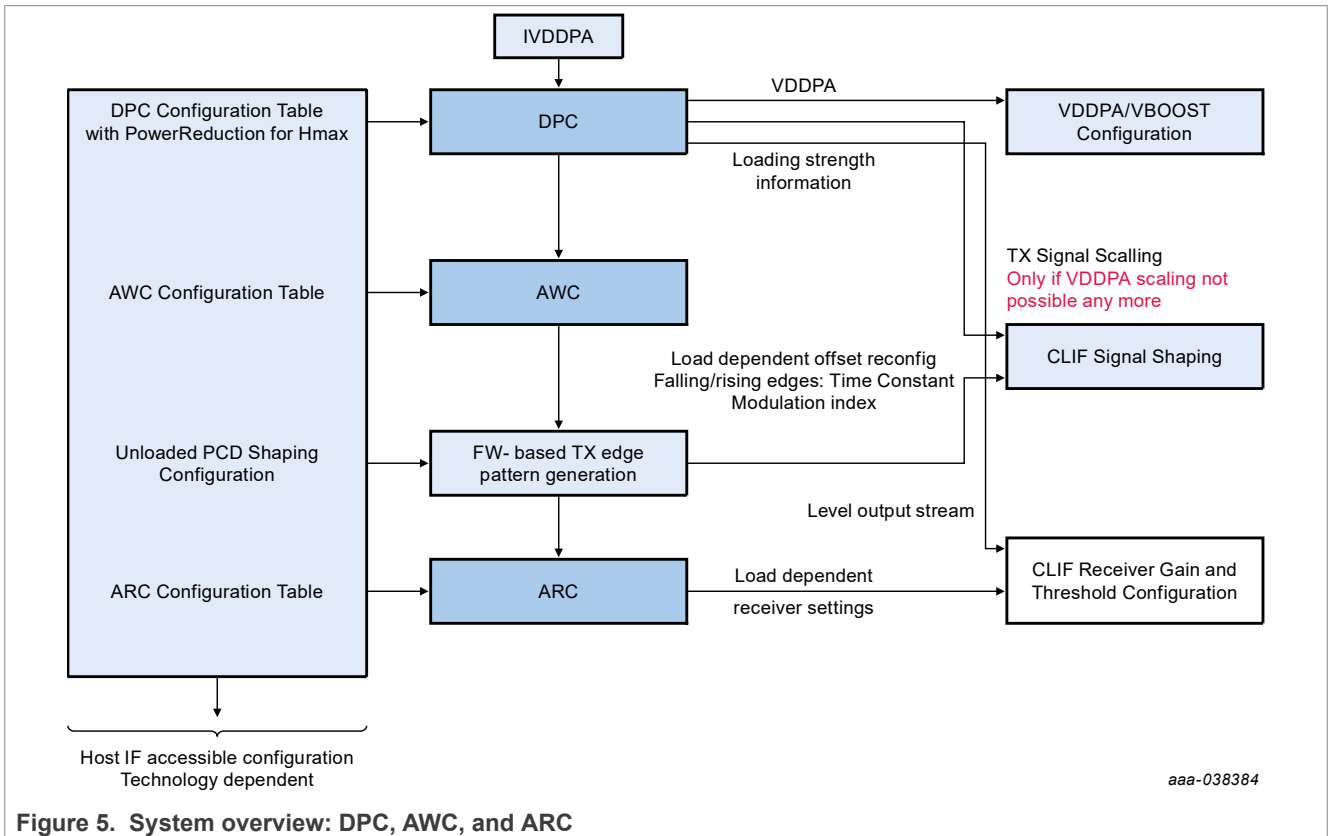 IVDDPA
DPC Configuration Table
with PowerReduction for Hmax
DPC
VDDPA
VDDPA/VBOOST
Configuration
Loading strength
information
TX Signal Scalling
Only if VDDPA scaling not
possible any more
AWC Configuration Table
AWC
CLIF Signal Shaping
Load dependent offset reconfig
Falling/rising edges: Time Constant
Modulation index
Unloaded PCD Shaping
Configuration
FW- based TX edge
pattern generation
Level output stream
ARC Configuration Table
ARC
Load dependent
receiver settings
CLIF Receiver Gain and
Threshold Configuration
Host IF accessible configuration
Technology dependent
aaa-038384
Figure 5. System overview: DPC, AWC, and ARC